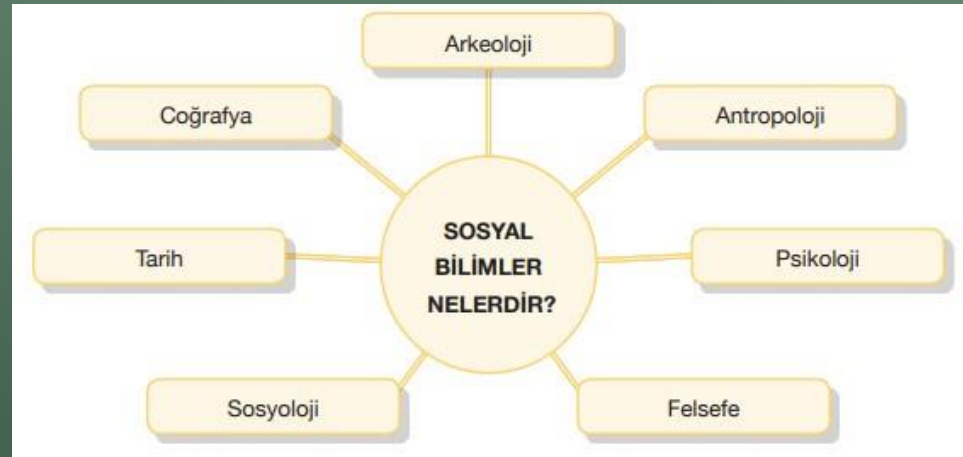 Arkeoloji
Coğrafya
Antropoloji
SOSYAL
BİLİMLER
NELERDİR?
Tarih
Psikoloji
Sosyoloji
Felsefe